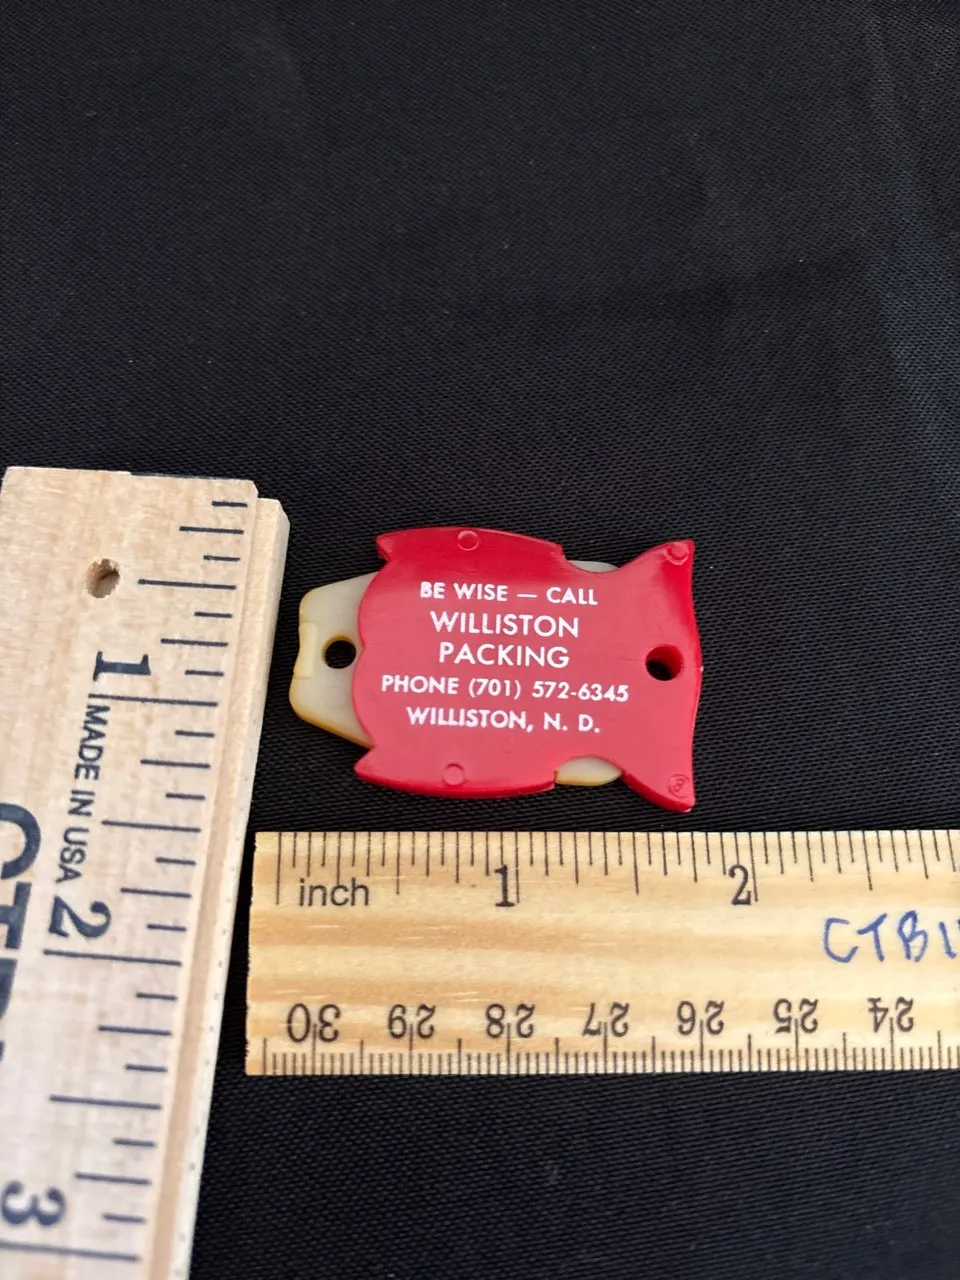 BE WISE — CALL
WILLISTON
PACKING
PHONE (701) 572-6345
WILLISTON, N. D.
inch 1 2
30 29 28 27 26 25 24
1
MADE IN USA
2
3